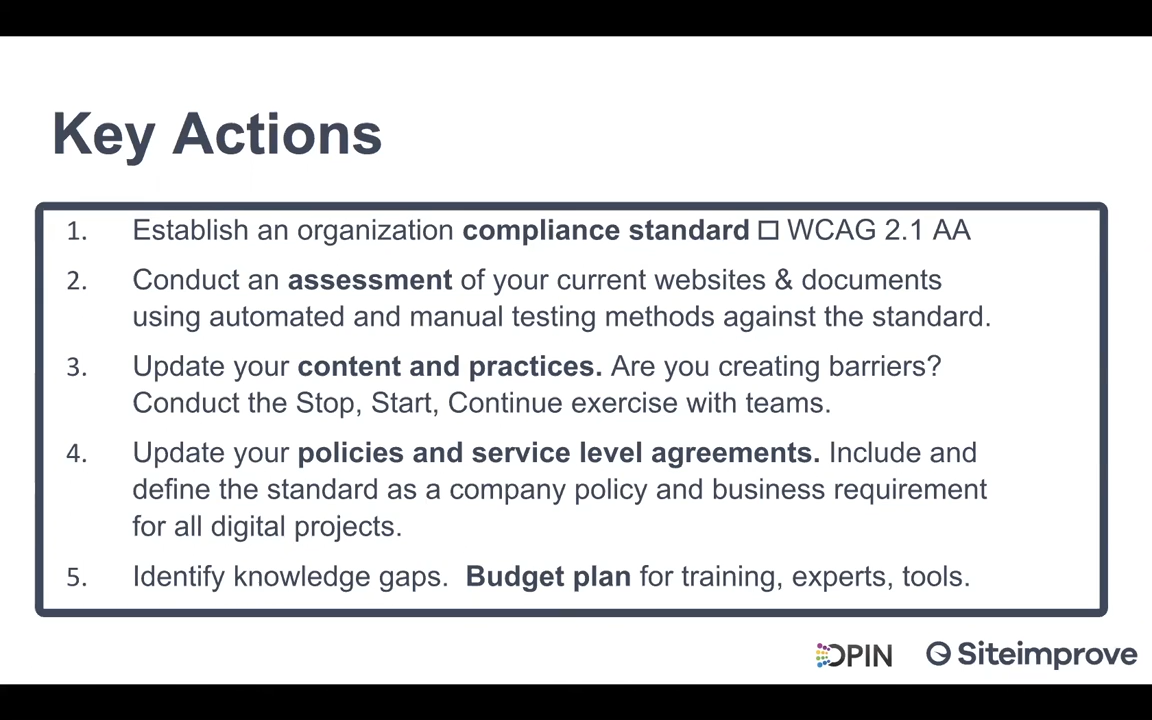 Key Actions
1. Establish an organization compliance standard □ WCAG 2.1 AA
2. Conduct an assessment of your current websites & documents
using automated and manual testing methods against the standard.
3. Update your content and practices. Are you creating barriers?
Conduct the Stop, Start, Continue exercise with teams.
4. Update your policies and service level agreements. Include and
define the standard as a company policy and business requirement
for all digital projects.
5. Identify knowledge gaps. Budget plan for training, experts, tools.
DPIN Siteimprove